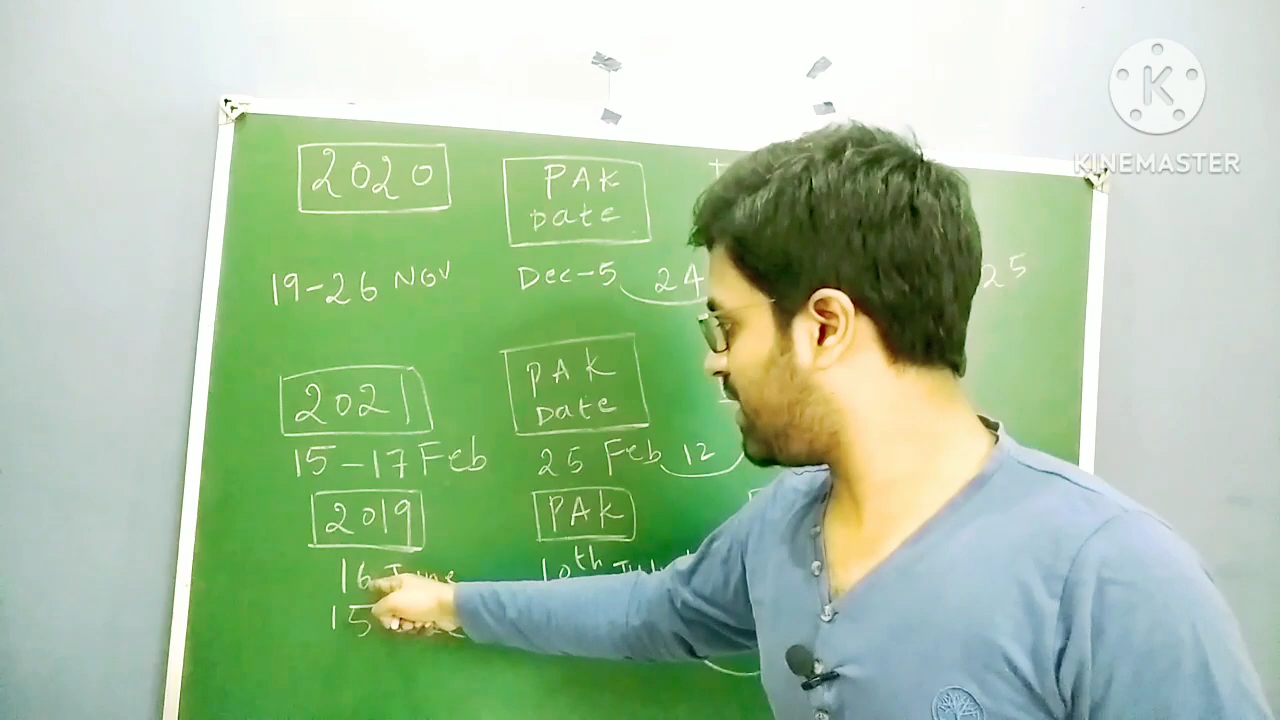 KINEMASTER
2020
PAK
Date
19-26 Nov
Dec-5 24
25
2021
PAK
Date
15-17 Feb
25 Feb 12
2019
PAK
16 June
10th July
15